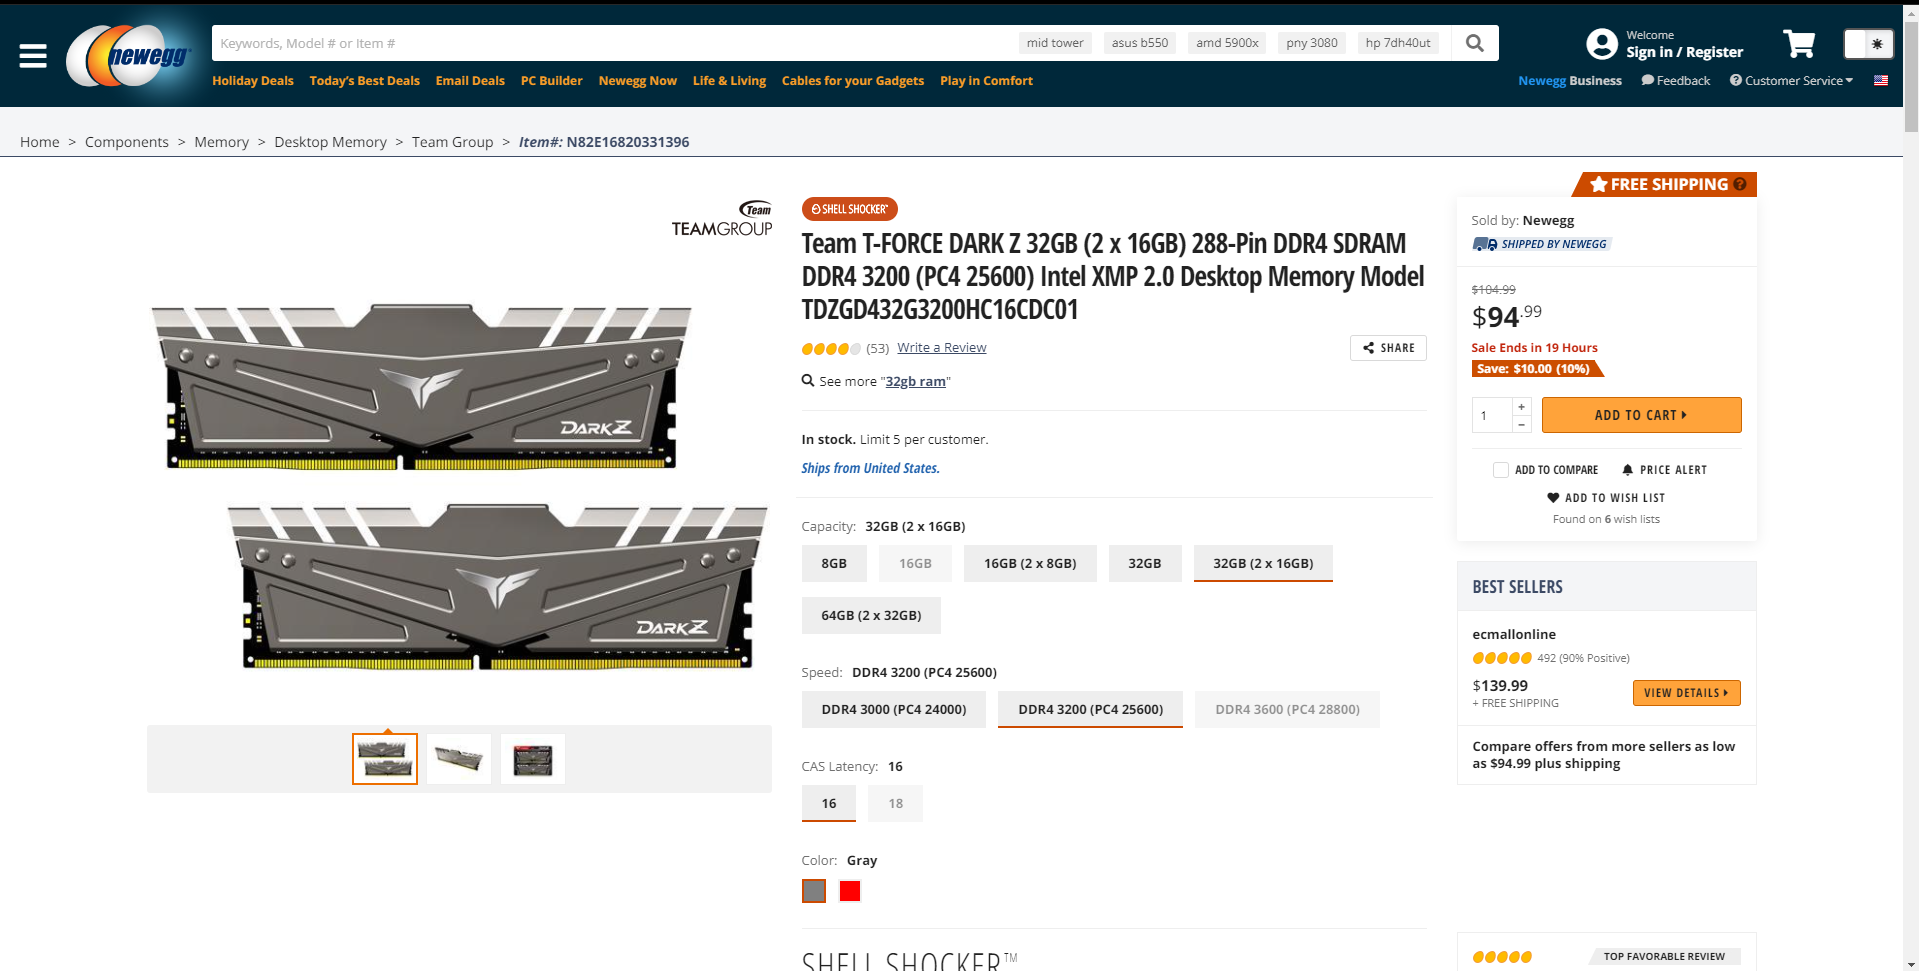 newegg
Keywords, Model # or Item #
mid tower
asus b550
amd 5900x
pny 3080
hp 7dh40ut
Welcome
Sign in / Register
Holiday Deals
Today's Best Deals
Email Deals
PC Builder
Newegg Now
Life & Living
Cables for your Gadgets
Play in Comfort
Newegg Business
Feedback
Customer Service
Home > Components > Memory > Desktop Memory > Team Group > Item#: N82E16820331396
Team
TEAMGROUP
DARKZ
DARKZ
SHELL SHOCKER™
Team T-FORCE DARK Z 32GB (2 x 16GB) 288-Pin DDR4 SDRAM
DDR4 3200 (PC4 25600) Intel XMP 2.0 Desktop Memory Model
TDZGD432G3200HC16CDC01
(53) Write a Review
SHARE
See more "32gb ram"
In stock. Limit 5 per customer.
Ships from United States.
Capacity: 32GB (2 x 16GB)
8GB
16GB
16GB (2 x 8GB)
32GB
32GB (2 x 16GB)
64GB (2 x 32GB)
Speed: DDR4 3200 (PC4 25600)
DDR4 3000 (PC4 24000)
DDR4 3200 (PC4 25600)
DDR4 3600 (PC4 28800)
CAS Latency: 16
16
18
Color: Gray
SHELL SHOCKER™
FREE SHIPPING ?
Sold by: Newegg
SHIPPED BY NEWEGG
$104.99
$94.99
Sale Ends in 19 Hours
Save: $10.00 (10%)
1
+
−
ADD TO CART
ADD TO COMPARE
PRICE ALERT
ADD TO WISH LIST
Found on 6 wish lists
BEST SELLERS
ecmallonline
492 (90% Positive)
$139.99
+ FREE SHIPPING
VIEW DETAILS
Compare offers from more sellers as low
as $94.99 plus shipping
TOP FAVORABLE REVIEW